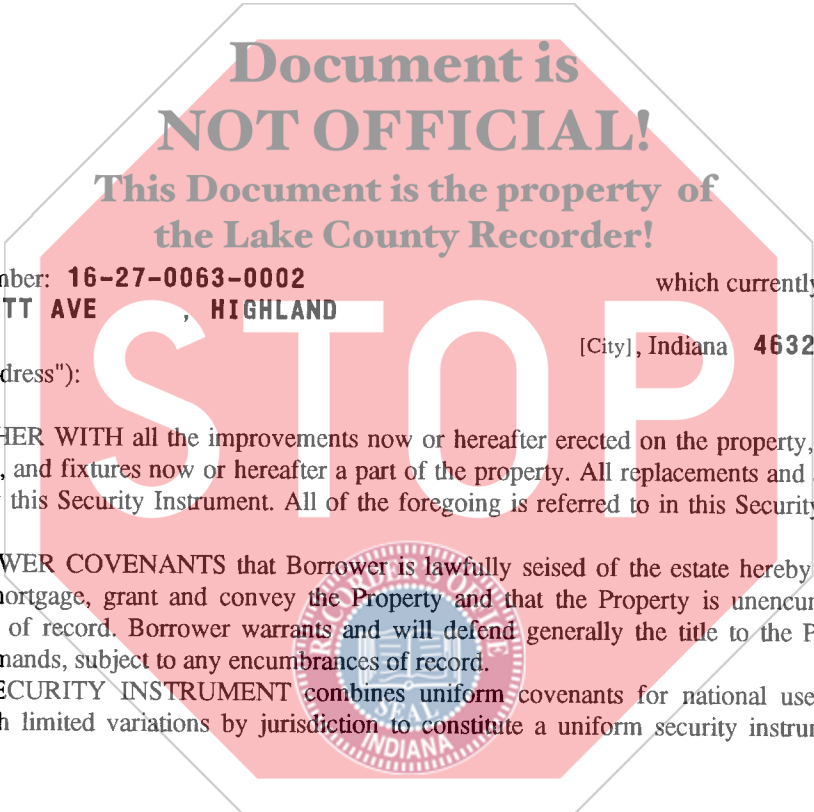 Document is
NOT OFFICIAL!
This Document is the property of
the Lake County Recorder!
mber: 16-27-0063-0002 which currently
TT AVE , HIGHLAND
[City], Indiana 4632
dress"):
STOP
HER WITH all the improvements now or hereafter erected on the property,
, and fixtures now or hereafter a part of the property. All replacements and
this Security Instrument. All of the foregoing is referred to in this Security
WER COVENANTS that Borrower is lawfully seised of the estate hereby
mortgage, grant and convey the Property and that the Property is unencu
of record. Borrower warrants and will defend generally the title to the P
mands, subject to any encumbrances of record.
ECURITY INSTRUMENT combines uniform covenants for national use
h limited variations by jurisdiction to constitute a uniform security instru
RECORDER'S OFFICE
SEAL
INDIANA